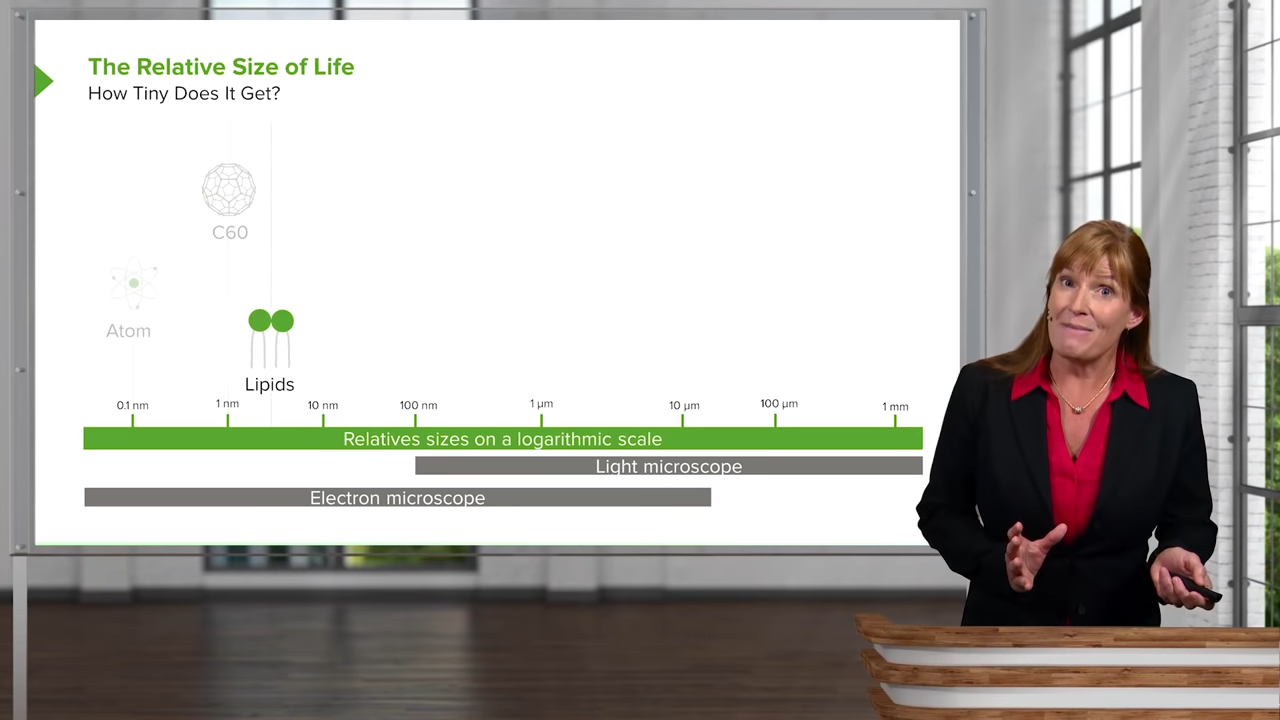 The Relative Size of Life
How Tiny Does It Get?
C60
Atom
Lipids
0.1 nm 1 nm 10 nm 100 nm 1 µm 10 µm 100 µm 1 mm
Relatives sizes on a logarithmic scale
Light microscope
Electron microscope